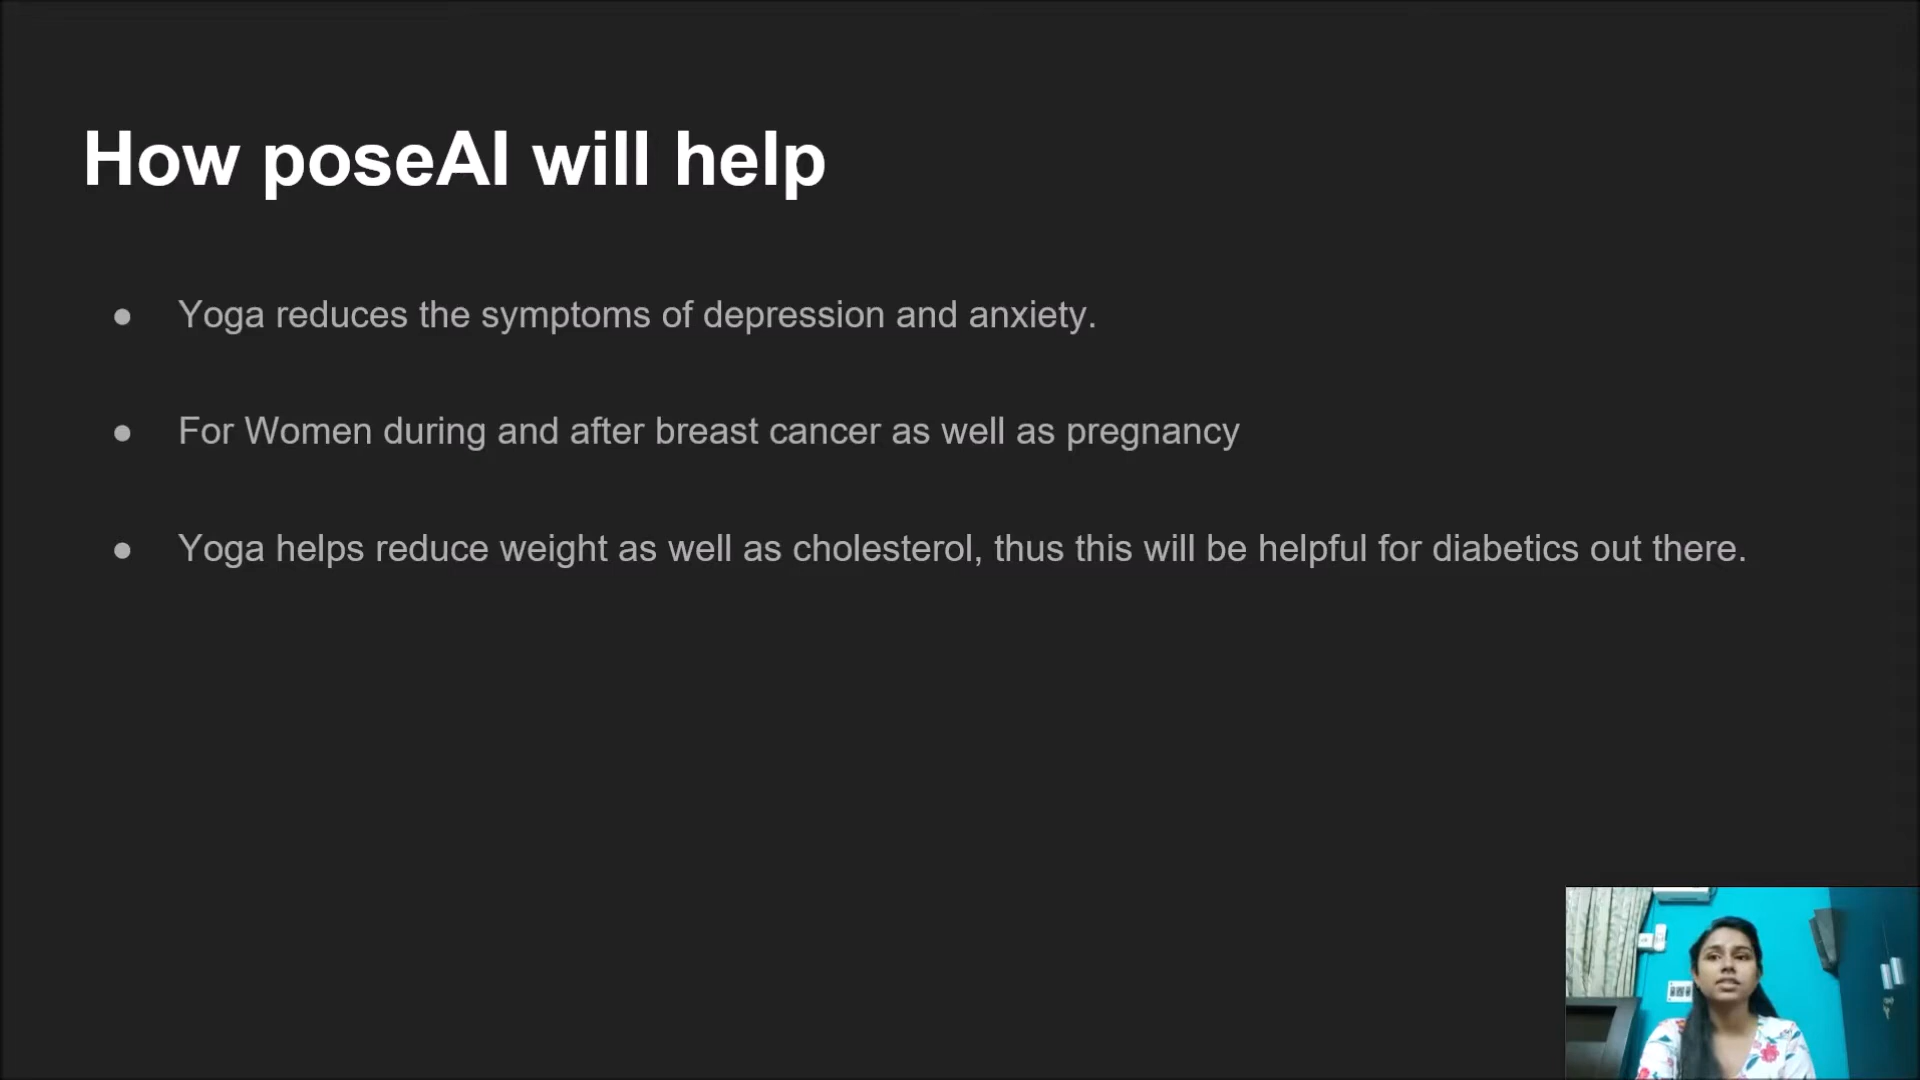 How poseAI will help
● Yoga reduces the symptoms of depression and anxiety.
● For Women during and after breast cancer as well as pregnancy
● Yoga helps reduce weight as well as cholesterol, thus this will be helpful for diabetics out there.